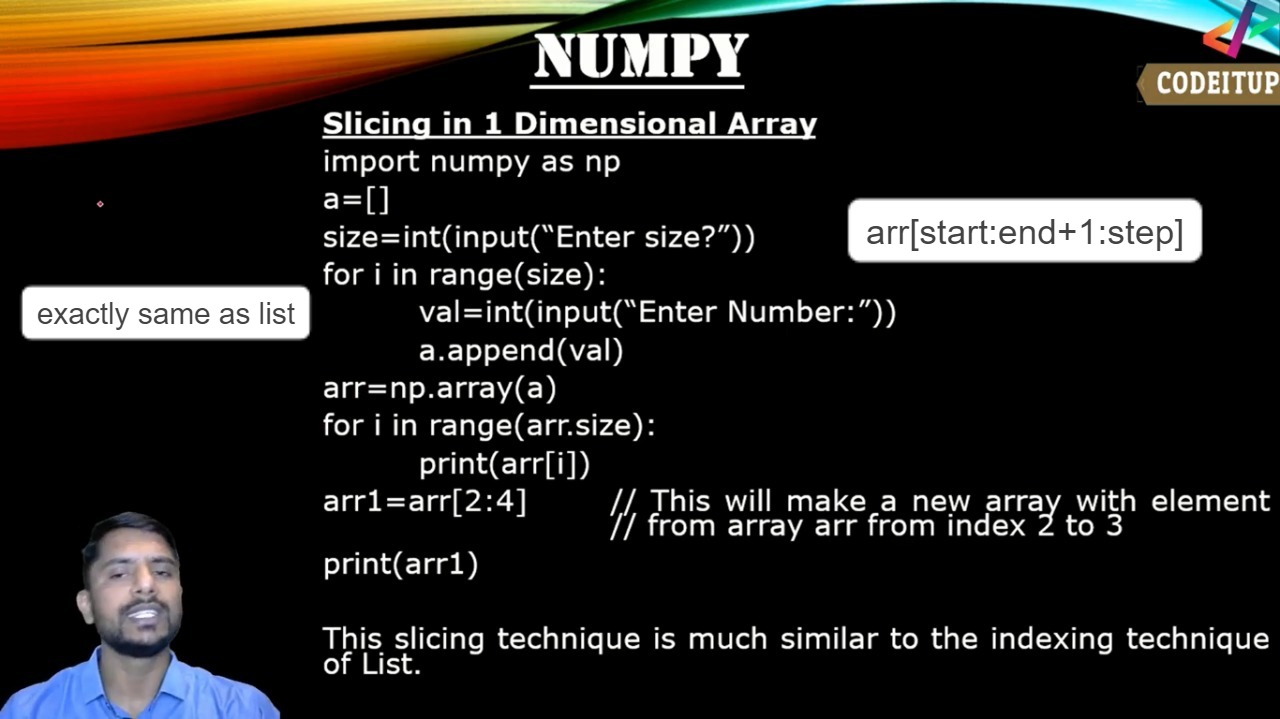 NUMPY
CODEITUP
Slicing in 1 Dimensional Array
import numpy as np
a=[]
size=int(input(“Enter size?”))
arr[start:end+1:step]
for i in range(size):
exactly same as list
val=int(input(“Enter Number:”))
a.append(val)
arr=np.array(a)
for i in range(arr.size):
print(arr[i])
arr1=arr[2:4] // This will make a new array with element
// from array arr from index 2 to 3
print(arr1)
This slicing technique is much similar to the indexing technique
of List.